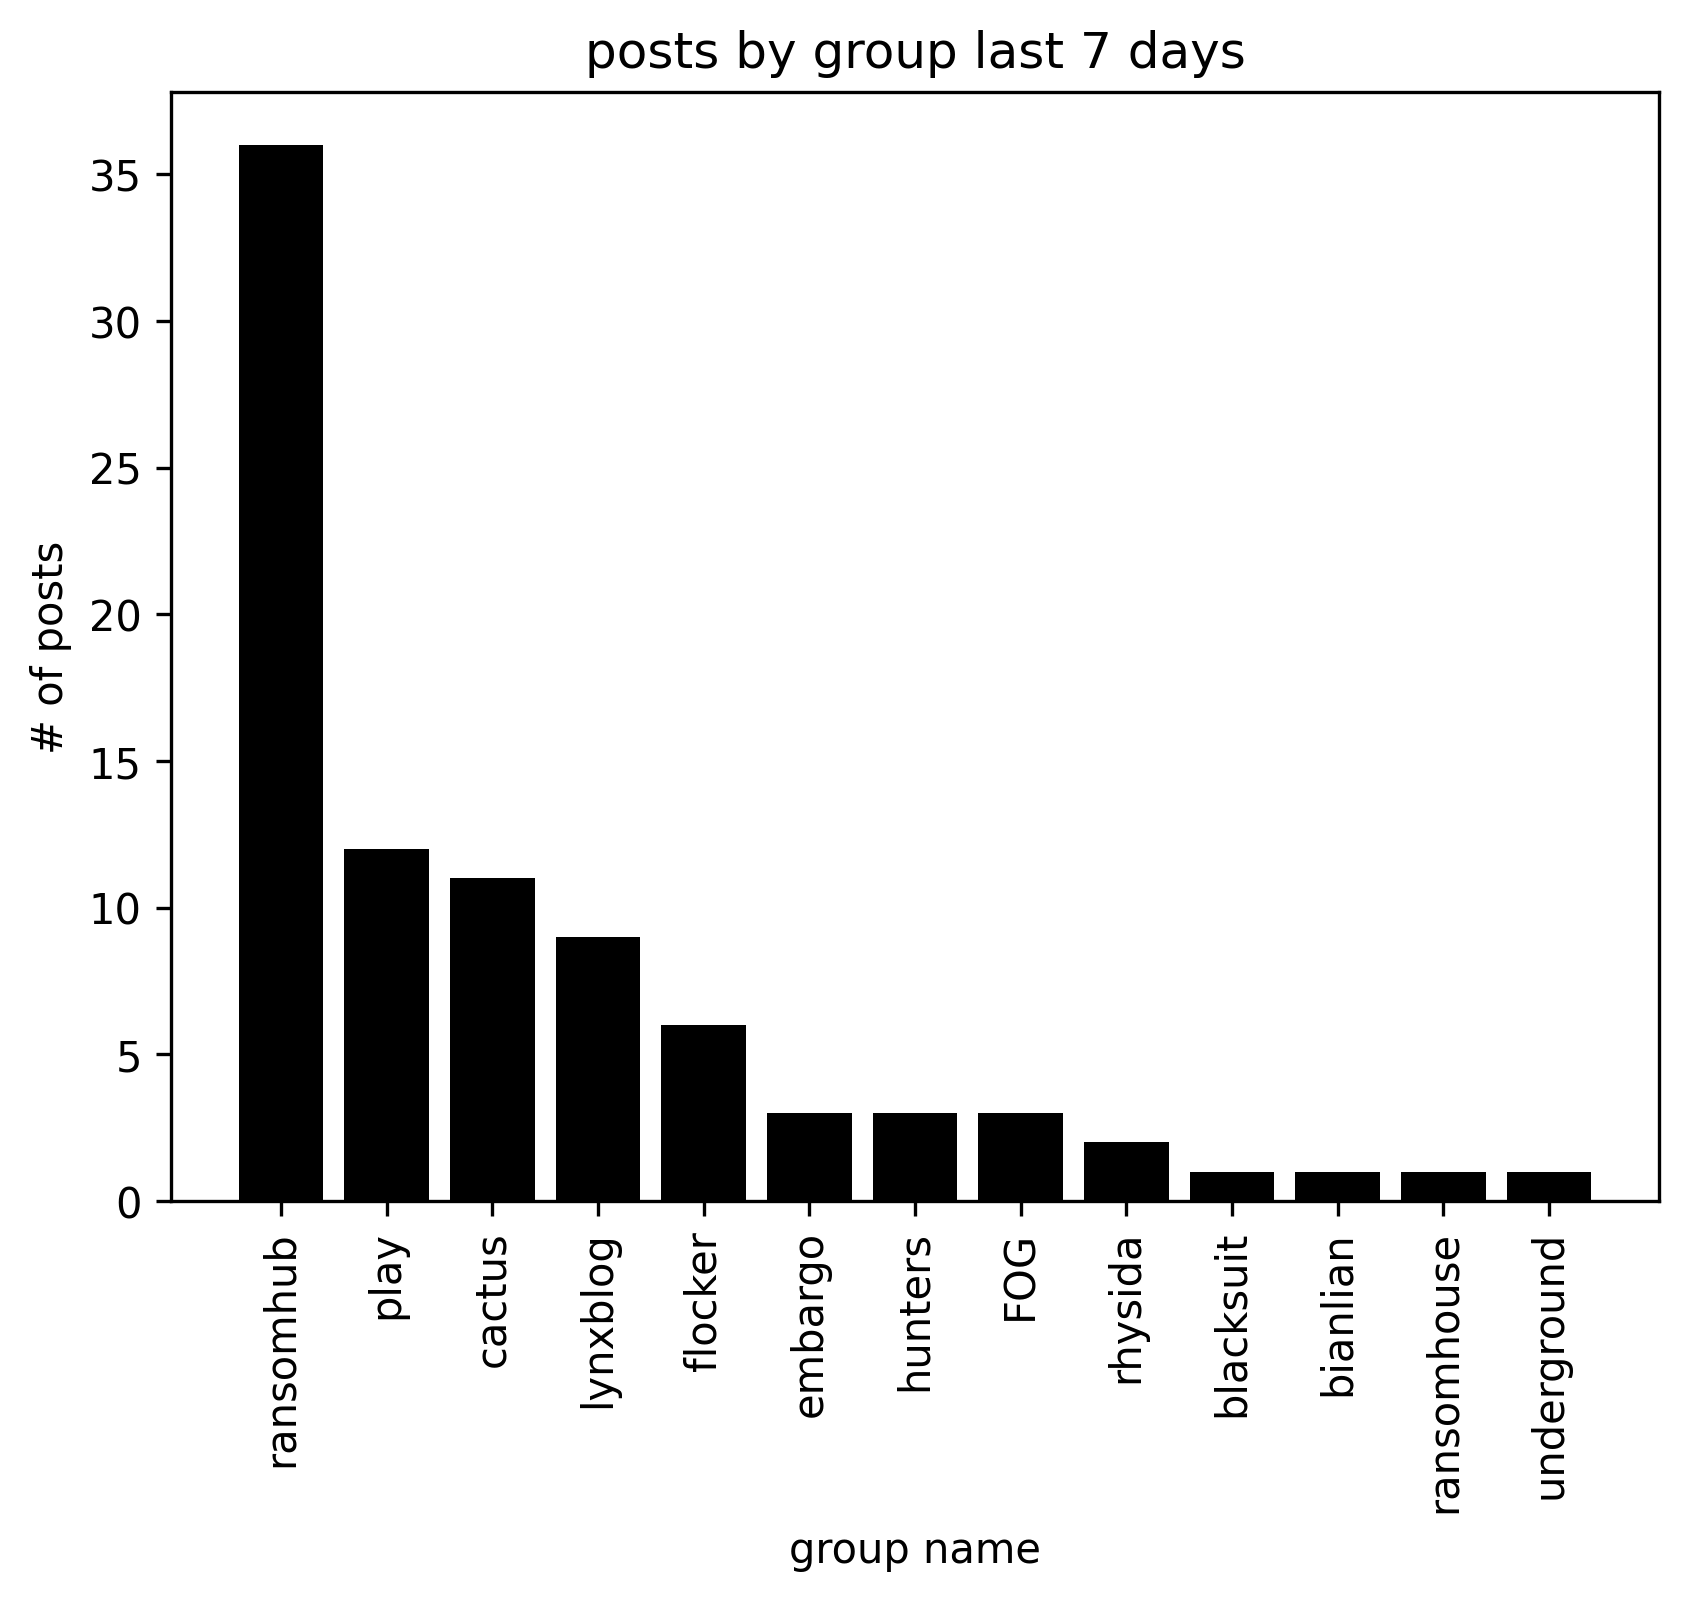 posts by group last 7 days
# of posts
35
30
25
20
15
10
5
0
ransomhub
play
cactus
lynxblog
flocker
embargo
hunters
FOG
rhysida
blacksuit
bianlian
ransomhouse
underground
group name